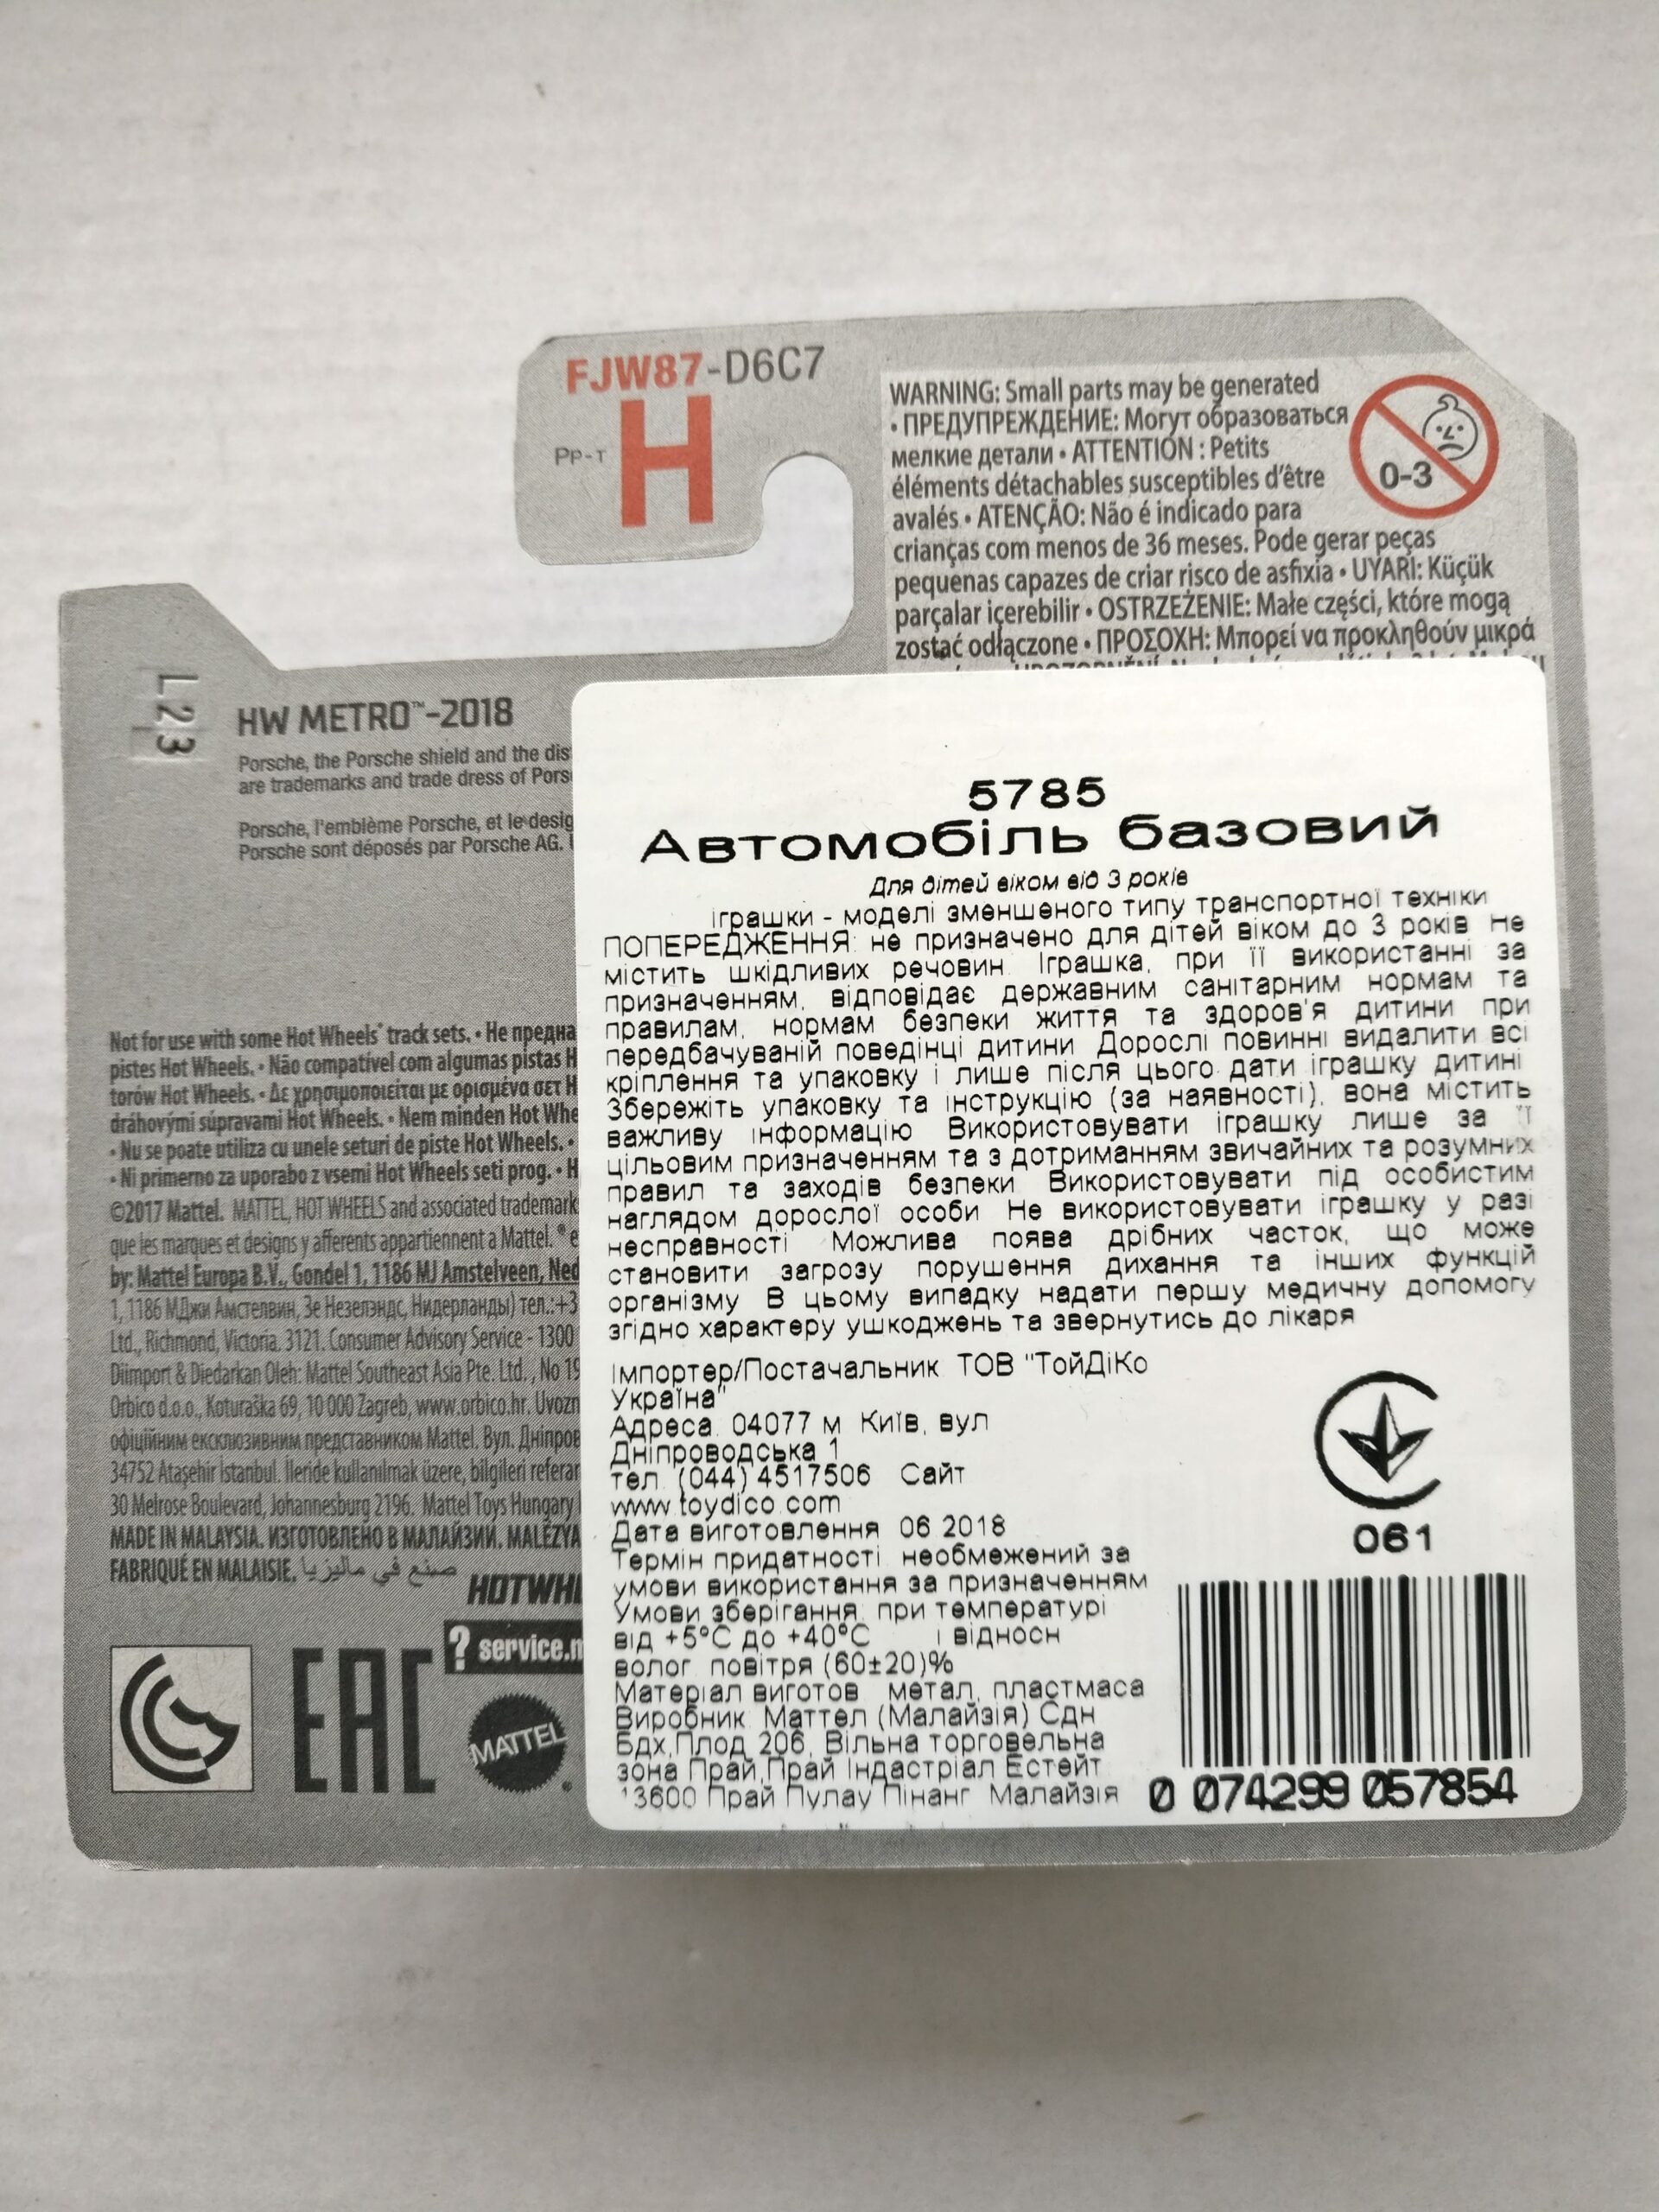 FJW87-D6C7
Pp-T
H
WARNING: Small parts may be generated
• ПРЕДУПРЕЖДЕНИЕ: Могут образоваться
мелкие детали • ATTENTION : Petits
éléments détachables susceptibles d'être
avalés • ATENÇÃO: Não é indicado para
crianças com menos de 36 meses. Pode gerar peças
pequenas capazes de criar risco de asfixia • UYARI: Küçük
parçalar içerebilir • OSTRZEŻENIE: Małe części, które mogą
zostać odłączone • ΠΡΟΣΟΧΗ: Μπορεί να προκληθούν μικρά
0-3
L23
HW METRO™-2018
Porsche, the Porsche shield and the dis
are trademarks and trade dress of Pors
Porsche, l'emblème Porsche, et le desig
Porsche sont déposés par Porsche AG.
Not for use with some Hot Wheels® track sets. • Не предна
pistes Hot Wheels. • Não compatível com algumas pistas H
torów Hot Wheels. • Δε χρησιμοποιείται με ορισμένα σετ H
dráhovými súpravami Hot Wheels. • Nem minden Hot Whe
• Nu se poate utiliza cu unele seturi de piste Hot Wheels. •
• Ni primerno za uporabo z vsemi Hot Wheels seti prog. • H
©2017 Mattel. MATTEL, HOT WHEELS and associated trademark
que les marques et designs y afferents appartiennent a Mattel. ® e
by: Mattel Europa B.V., Gondel 1, 1186 MJ Amstelveen, Ned
1, 1186 МДжи Амстелвин, Зе Незелэндс, Нидерланды) тел.:+3
Ltd., Richmond, Victoria. 3121. Consumer Advisory Service - 1300
Diimport & Diedarkan Oleh: Mattel Southeast Asia Pte. Ltd., No 19
Orbico d.o.o., Koturaška 69, 10 000 Zagreb, www.orbico.hr. Uvozn
офіційним ексклюзивним представником Mattel. Вул. Дніпров
34752 Ataşehir İstanbul. İleride kullanılmak üzere, bilgileri referan
30 Melrose Boulevard, Johannesburg 2196. Mattel Toys Hungary
MADE IN MALAYSIA. ИЗГОТОВЛЕНО В МАЛАЙЗИИ. MALEZYA
FABRIQUÉ EN MALAISIE. صنع في ماليزيا
HOTWH
? service.m
EAC
MATTEL
5785
Автомобіль базовий
Для дітей віком від 3 років
іграшки - моделі зменшеного типу транспортної техніки
ПОПЕРЕДЖЕННЯ: не призначено для дітей віком до 3 років Не
містить шкідливих речовин. Іграшка, при її використанні за
призначенням, відповідає державним санітарним нормам та
правилам, нормам безпеки життя та здоров'я дитини при
передбачуваній поведінці дитини Дорослі повинні видалити всі
кріплення та упаковку і лише після цього дати іграшку дитині
Збережіть упаковку та інструкцію (за наявності), вона містить
важливу інформацію Використовувати іграшку лише за її
цільовим призначенням та з дотриманням звичайних та розумних
правил та заходів безпеки Використовувати під особистим
наглядом дорослої особи Не використовувати іграшку у разі
несправності Можлива поява дрібних часток, що може
становити загрозу порушення дихання та інших функцій
організму В цьому випадку надати першу медичну допомогу
згідно характеру ушкоджень та звернутись до лікаря
Імпортер/Постачальник ТОВ "ТойДіКо
Україна"
Адреса 04077 м Київ, вул
Дніпроводська 1
тел. (044) 4517506 Сайт
www.toydico.com
Дата виготовлення 06 2018
Термін придатності необмежений за
умови використання за призначенням
Умови зберігання: при температурі
від +5°С до +40°С і відносн
волог повітря (60±20)%
Матеріал виготов метал, пластмаса
Виробник Маттел (Малайзія) Сдн
Бдх,Плод 206, Вільна торговельна
зона Прай,Прай Індастріал Естейт
13600 Прай Пулау Пінанг Малайзія
061
0 074299 057854